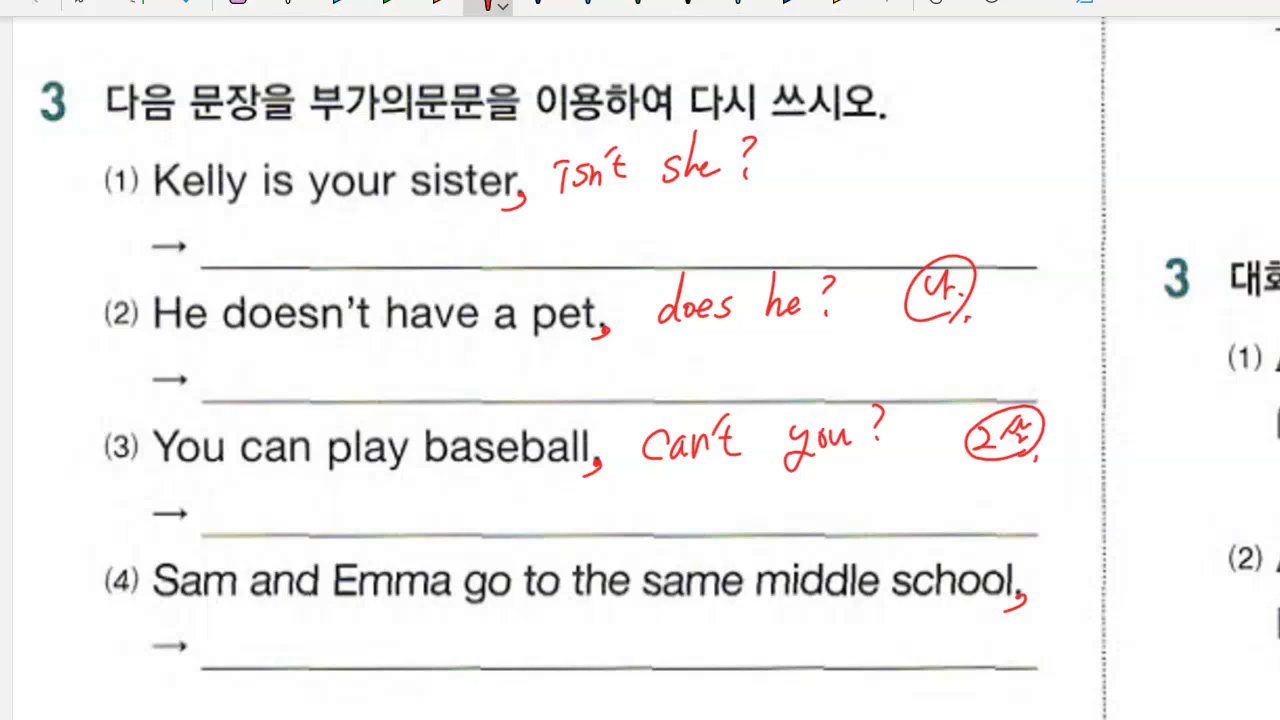 3 다음 문장을 부가의문문을 이용하여 다시 쓰시오.
(1) Kelly is your sister, isn't she?
→
(2) He doesn't have a pet, does he?
→
(3) You can play baseball, can't you?
→
(4) Sam and Emma go to the same middle school,
→
3 대화
(1)
(2)